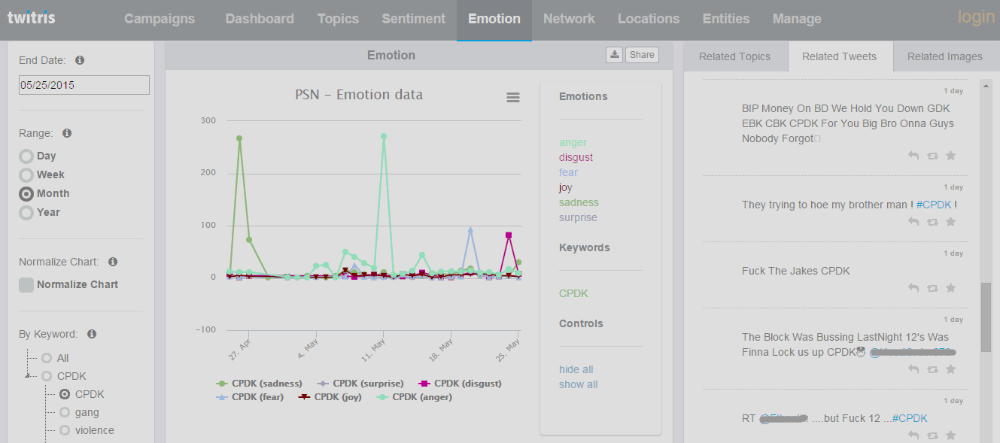 twitris
Campaigns Dashboard Topics Sentiment Emotion Network Locations Entities Manage login
End Date:
05/25/2015
Range:
Day
Week
Month
Year
Normalize Chart:
Normalize Chart
By Keyword:
All
CPDK
CPDK
gang
violence
Emotion
Share
PSN - Emotion data
300
200
100
0
-100
27. Apr
4. May
11. May
18. May
25. May
CPDK (sadness) CPDK (surprise) CPDK (disgust)
CPDK (fear) CPDK (joy) CPDK (anger)
Emotions
anger
disgust
fear
joy
sadness
surprise
Keywords
CPDK
Controls
hide all
show all
Related Topics Related Tweets Related Images
1 day
BIP Money On BD We Hold You Down GDK
EBK CBK CPDK For You Big Bro Onna Guys
Nobody Forgot
1 day
They trying to hoe my brother man ! #CPDK !
1 day
Fuck The Jakes CPDK
1 day
The Block Was Bussing LastNight 12's Was
Finna Lock us up CPDK
1 day
RT ....but Fuck 12 ...#CPDK